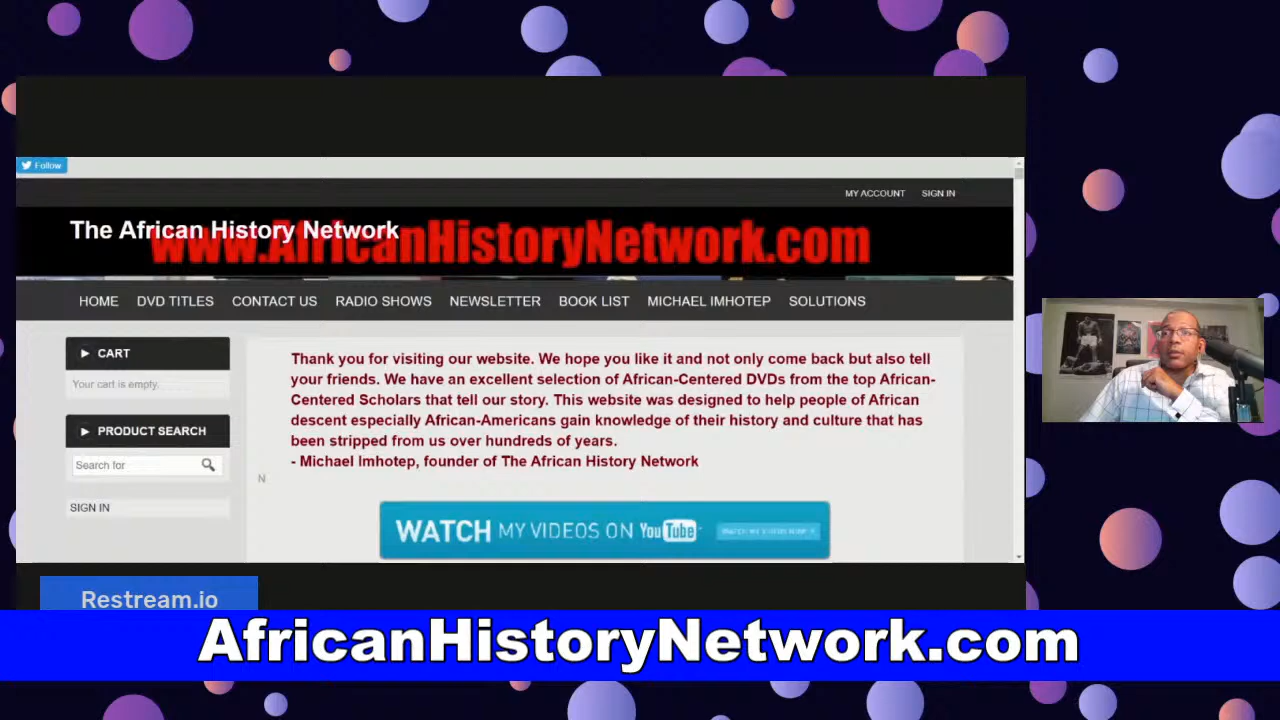 Follow
MY ACCOUNT SIGN IN
The African History Network
www.AfricanHistoryNetwork.com
HOME DVD TITLES CONTACT US RADIO SHOWS NEWSLETTER BOOK LIST MICHAEL IMHOTEP SOLUTIONS
CART
Your cart is empty.
PRODUCT SEARCH
Search for
SIGN IN
Thank you for visiting our website. We hope you like it and not only come back but also tell
your friends. We have an excellent selection of African-Centered DVDs from the top African-
Centered Scholars that tell our story. This website was designed to help people of African
descent especially African-Americans gain knowledge of their history and culture that has
been stripped from us over hundreds of years.
- Michael Imhotep, founder of The African History Network
N
WATCH MY VIDEOS ON YouTube WATCH MY VIDEOS NOW
Restream.io
AfricanHistoryNetwork.com